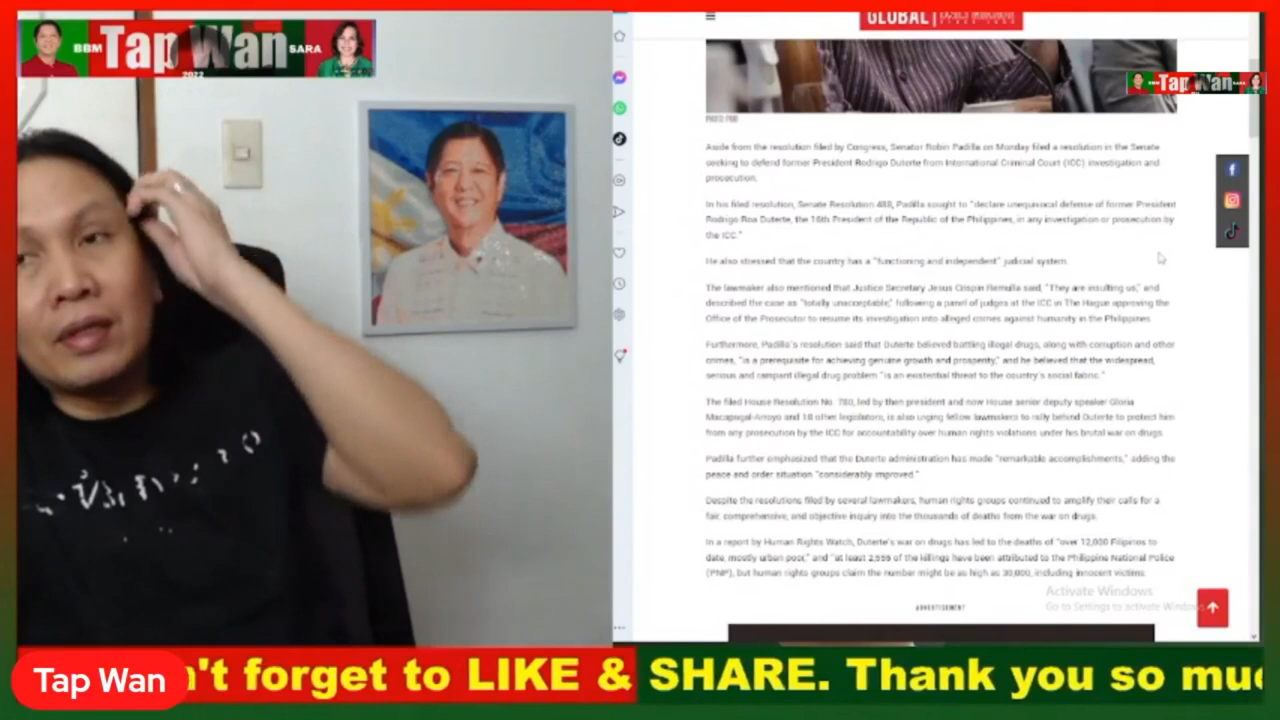 BBM Tap Wan SARA
2022
GLOBAL
BBM Tap Wan SARA
Aside from the resolution filed by Congress, Senator Robin Padilla on Monday filed a resolution in the Senate
seeking to defend former President Rodrigo Duterte from International Criminal Court (ICC) investigation and
prosecution.
In his filed resolution, Senate Resolution 488, Padilla sought to "declare unequivocal defense of former President
Rodrigo Roa Duterte, the 16th President of the Republic of the Philippines, in any investigation or prosecution by
the ICC."
He also stressed that the country has a "functioning and independent" judicial system.
The lawmaker also mentioned that Justice Secretary Jesus Crispin Remulla said, "They are insulting us," and
described the case as "totally unacceptable," following a panel of judges at the ICC in The Hague approving the
Office of the Prosecutor to resume its investigation into alleged crimes against humanity in the Philippines.
Furthermore, Padilla's resolution said that Duterte believed battling illegal drugs, along with corruption and other
crimes, "is a prerequisite for achieving genuine growth and prosperity," and he believed that the widespread,
serious and rampant illegal drug problem "is an existential threat to the country's social fabric."
The filed House Resolution No. 780, led by then president and now House senior deputy speaker Gloria
Macapagal-Arroyo and 18 other legislators, is also urging fellow lawmakers to rally behind Duterte to protect him
from any prosecution by the ICC for accountability over human rights violations under his brutal war on drugs.
Padilla further emphasized that the Duterte administration has made "remarkable accomplishments," adding the
peace and order situation "considerably improved."
Despite the resolutions filed by several lawmakers, human rights groups continued to amplify their calls for a
fair, comprehensive, and objective inquiry into the thousands of deaths from the war on drugs.
In a report by Human Rights Watch, Duterte's war on drugs has led to the deaths of "over 12,000 Filipinos to
date, mostly urban poor," and "at least 2,555 of the killings have been attributed to the Philippine National Police
(PNP), but human rights groups claim the number might be as high as 30,000, including innocent victims.
Activate Windows
Go to Settings to activate Windows.
ADVERTISEMENT
Tap Wan
n't forget to LIKE & SHARE. Thank you so muc